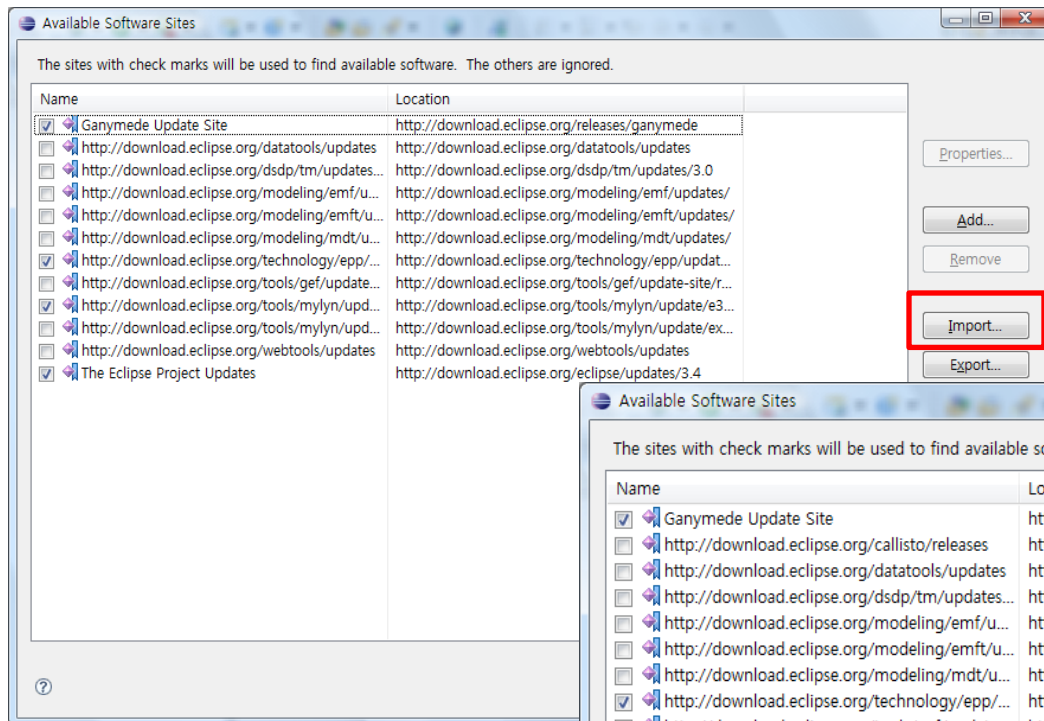 Available Software Sites
The sites with check marks will be used to find available software. The others are ignored.
Name Location
Ganymede Update Site http://download.eclipse.org/releases/ganymede
http://download.eclipse.org/datatools/updates http://download.eclipse.org/datatools/updates
http://download.eclipse.org/dsdp/tm/updates... http://download.eclipse.org/dsdp/tm/updates/3.0
http://download.eclipse.org/modeling/emf/u... http://download.eclipse.org/modeling/emf/updates/
http://download.eclipse.org/modeling/emft/u... http://download.eclipse.org/modeling/emft/updates/
http://download.eclipse.org/modeling/mdt/u... http://download.eclipse.org/modeling/mdt/updates/
http://download.eclipse.org/technology/epp/... http://download.eclipse.org/technology/epp/updat...
http://download.eclipse.org/tools/gef/update... http://download.eclipse.org/tools/gef/update-site/r...
http://download.eclipse.org/tools/mylyn/upd... http://download.eclipse.org/tools/mylyn/update/e3...
http://download.eclipse.org/tools/mylyn/upd... http://download.eclipse.org/tools/mylyn/update/ex...
http://download.eclipse.org/webtools/updates http://download.eclipse.org/webtools/updates
The Eclipse Project Updates http://download.eclipse.org/eclipse/updates/3.4
Properties...
Add...
Remove
Import...
Export...
Available Software Sites
The sites with check marks will be used to find available so
Name Lo
Ganymede Update Site ht
http://download.eclipse.org/callisto/releases ht
http://download.eclipse.org/datatools/updates ht
http://download.eclipse.org/dsdp/tm/updates... ht
http://download.eclipse.org/modeling/emf/u... ht
http://download.eclipse.org/modeling/emft/u... ht
http://download.eclipse.org/modeling/mdt/u... ht
http://download.eclipse.org/technology/epp/... ht